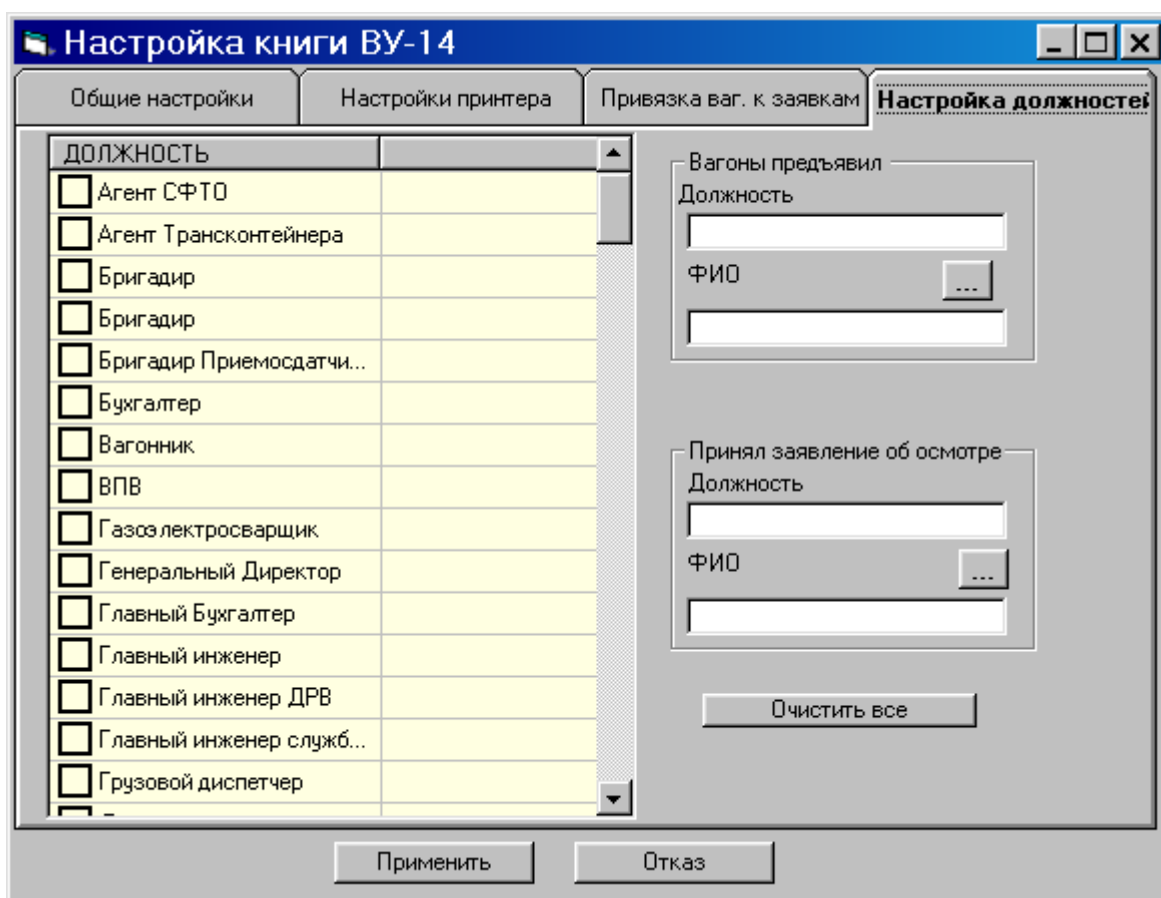 Настройка книги ВУ-14
Общие настройки
Настройки принтера
Привязка ваг. к заявкам
Настройка должностей
ДОЛЖНОСТЬ
Агент СФТО
Агент Трансконтейнера
Бригадир
Бригадир
Бригадир Приемосдатчи...
Бухгалтер
Вагонник
ВПВ
Газоэлектросварщик
Генеральный Директор
Главный Бухгалтер
Главный инженер
Главный инженер ДРВ
Главный инженер служб...
Грузовой диспетчер
Вагоны предъявил
Должность
ФИО
...
Принял заявление об осмотре
Должность
ФИО
...
Очистить все
Применить
Отказ